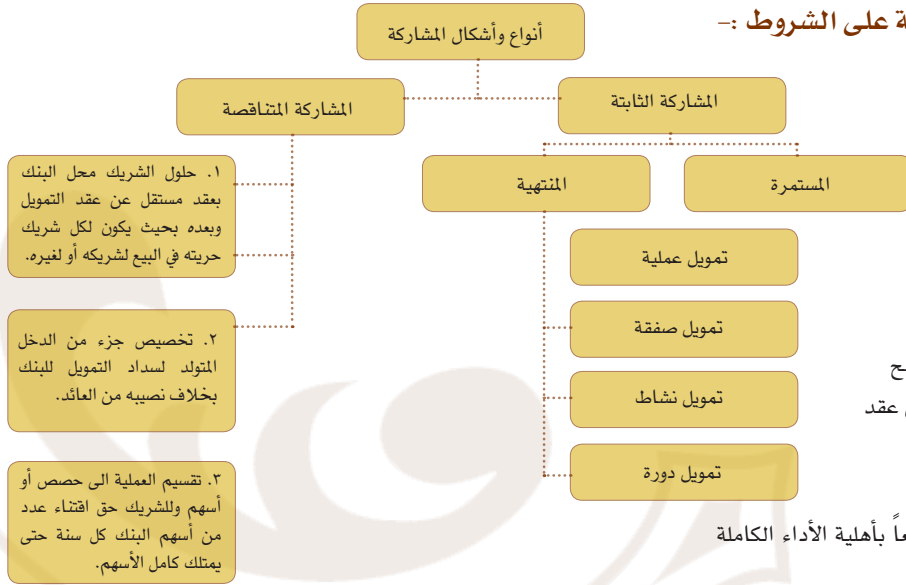 ة على الشروط :-
أنواع وأشكال المشاركة
المشاركة الثابتة
المشاركة المتناقصة
المستمرة
المنتهية
تمويل عملية
تمويل صفقة
تمويل نشاط
تمويل دورة
١. حلول الشريك محل البنك
بعقد مستقل عن عقد التمويل
وبعده بحيث يكون لكل شريك
حريته في البيع لشريكه أو لغيره.
٢. تخصيص جزء من الدخل
المتولد لسداد التمويل للبنك
بخلاف نصيبه من العائد.
٣. تقسيم العملية الى حصص أو
أسهم وللشريك حق اقتناء عدد
من أسهم البنك كل سنة حتى
يمتلك كامل الأسهم.
ح
عقد
اً بأهلية الأداء الكاملة